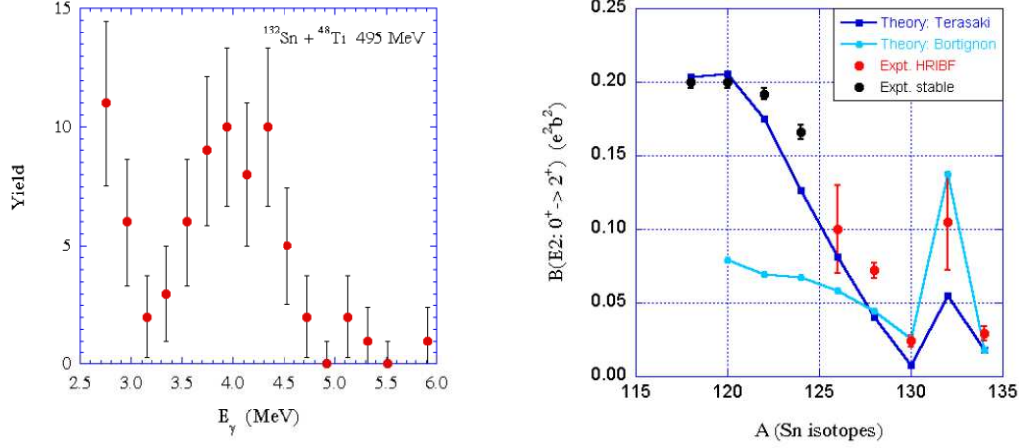 15
10
5
0
Yield
2.5 3.0 3.5 4.0 4.5 5.0 5.5 6.0
E_γ (MeV)
¹³²Sn + ⁴⁸Ti 495 MeV
0.25
0.20
0.15
0.10
0.05
0.00
B(E2: 0⁺-> 2⁺) (e²b²)
115 120 125 130 135
A (Sn isotopes)
Theory: Terasaki
Theory: Bortignon
Expt. HRIBF
Expt. stable